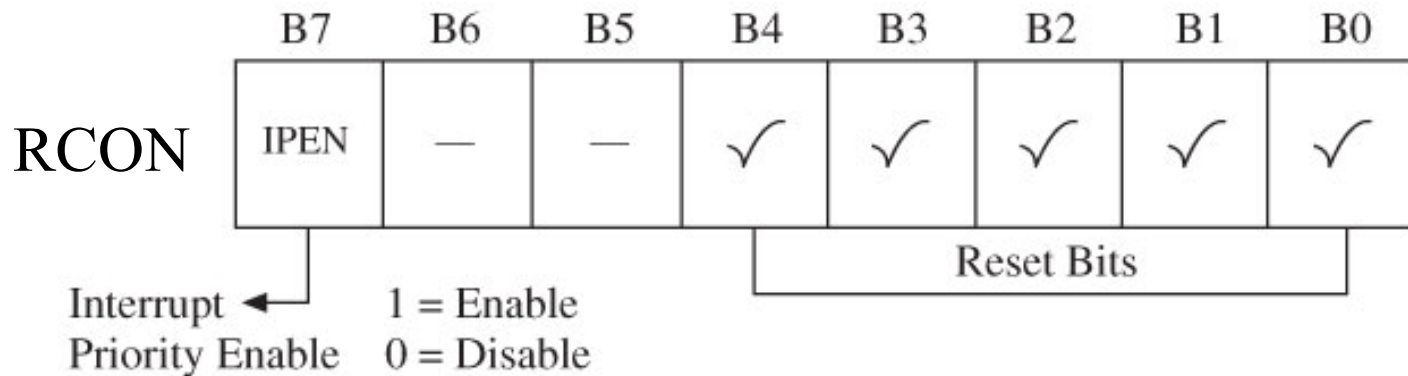 B7 B6 B5 B4 B3 B2 B1 B0
RCON IPEN — — ✓ ✓ ✓ ✓ ✓
Reset Bits
Interrupt 1 = Enable
Priority Enable 0 = Disable